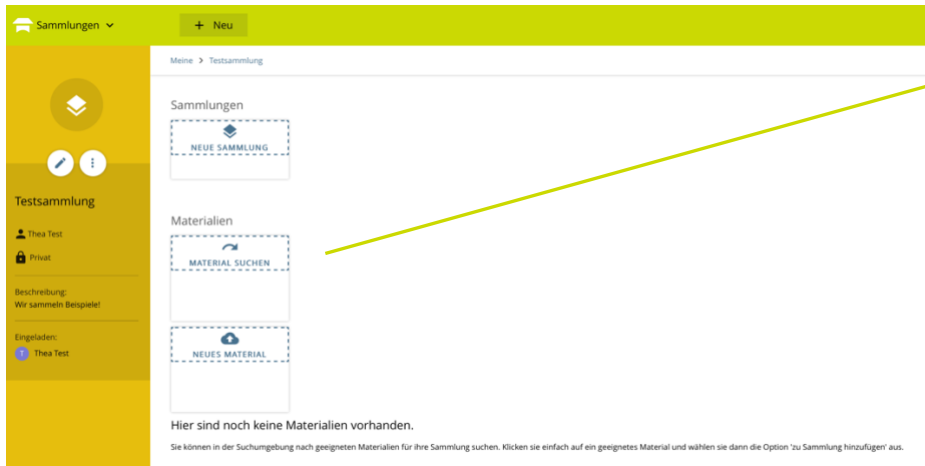 Sammlungen
+ Neu
Meine > Testsammlung
Sammlungen
NEUE SAMMLUNG
Testsammlung
Thea Test
Privat
Beschreibung:
Wir sammeln Beispiele!
Eingeladen:
T Thea Test
Materialien
MATERIAL SUCHEN
NEUES MATERIAL
Hier sind noch keine Materialien vorhanden.
Sie können in der Suchumgebung nach geeigneten Materialien für ihre Sammlung suchen. Klicken sie einfach auf ein geeignetes Material und wählen sie dann die Option 'zu Sammlung hinzufügen' aus.